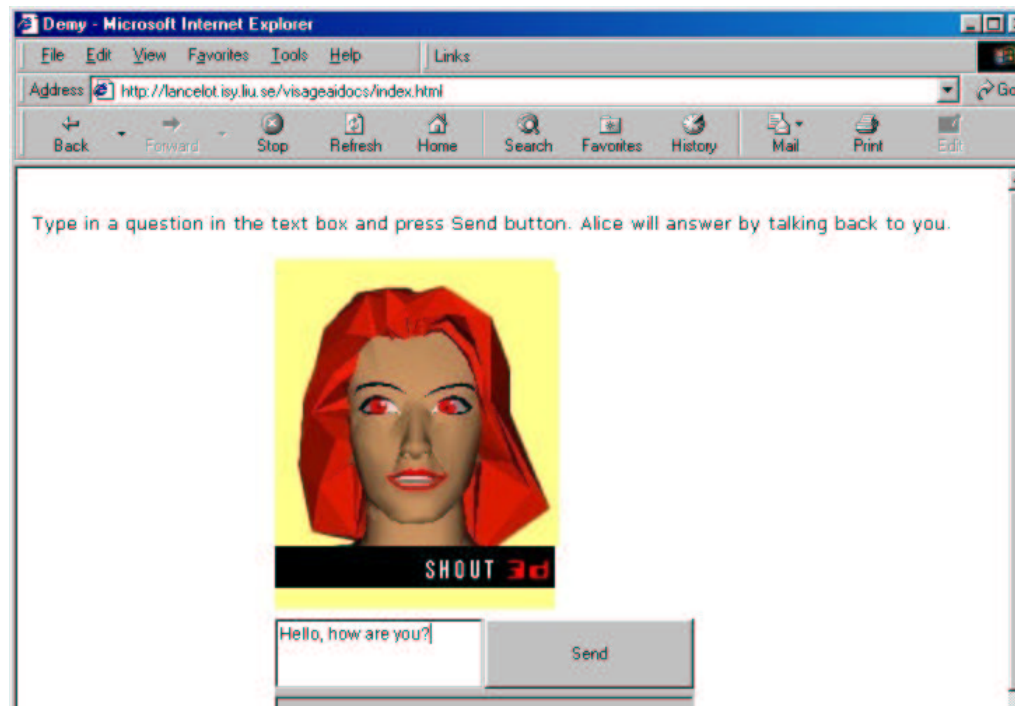 Demy - Microsoft Internet Explorer
File Edit View Favorites Tools Help Links
Address http://lancelot.isy.liu.se/visageaidocs/index.html Go
Back Forward Stop Refresh Home Search Favorites History Mail Print Edit
Type in a question in the text box and press Send button. Alice will answer by talking back to you.
SHOUT 3d
Hello, how are you?
Send